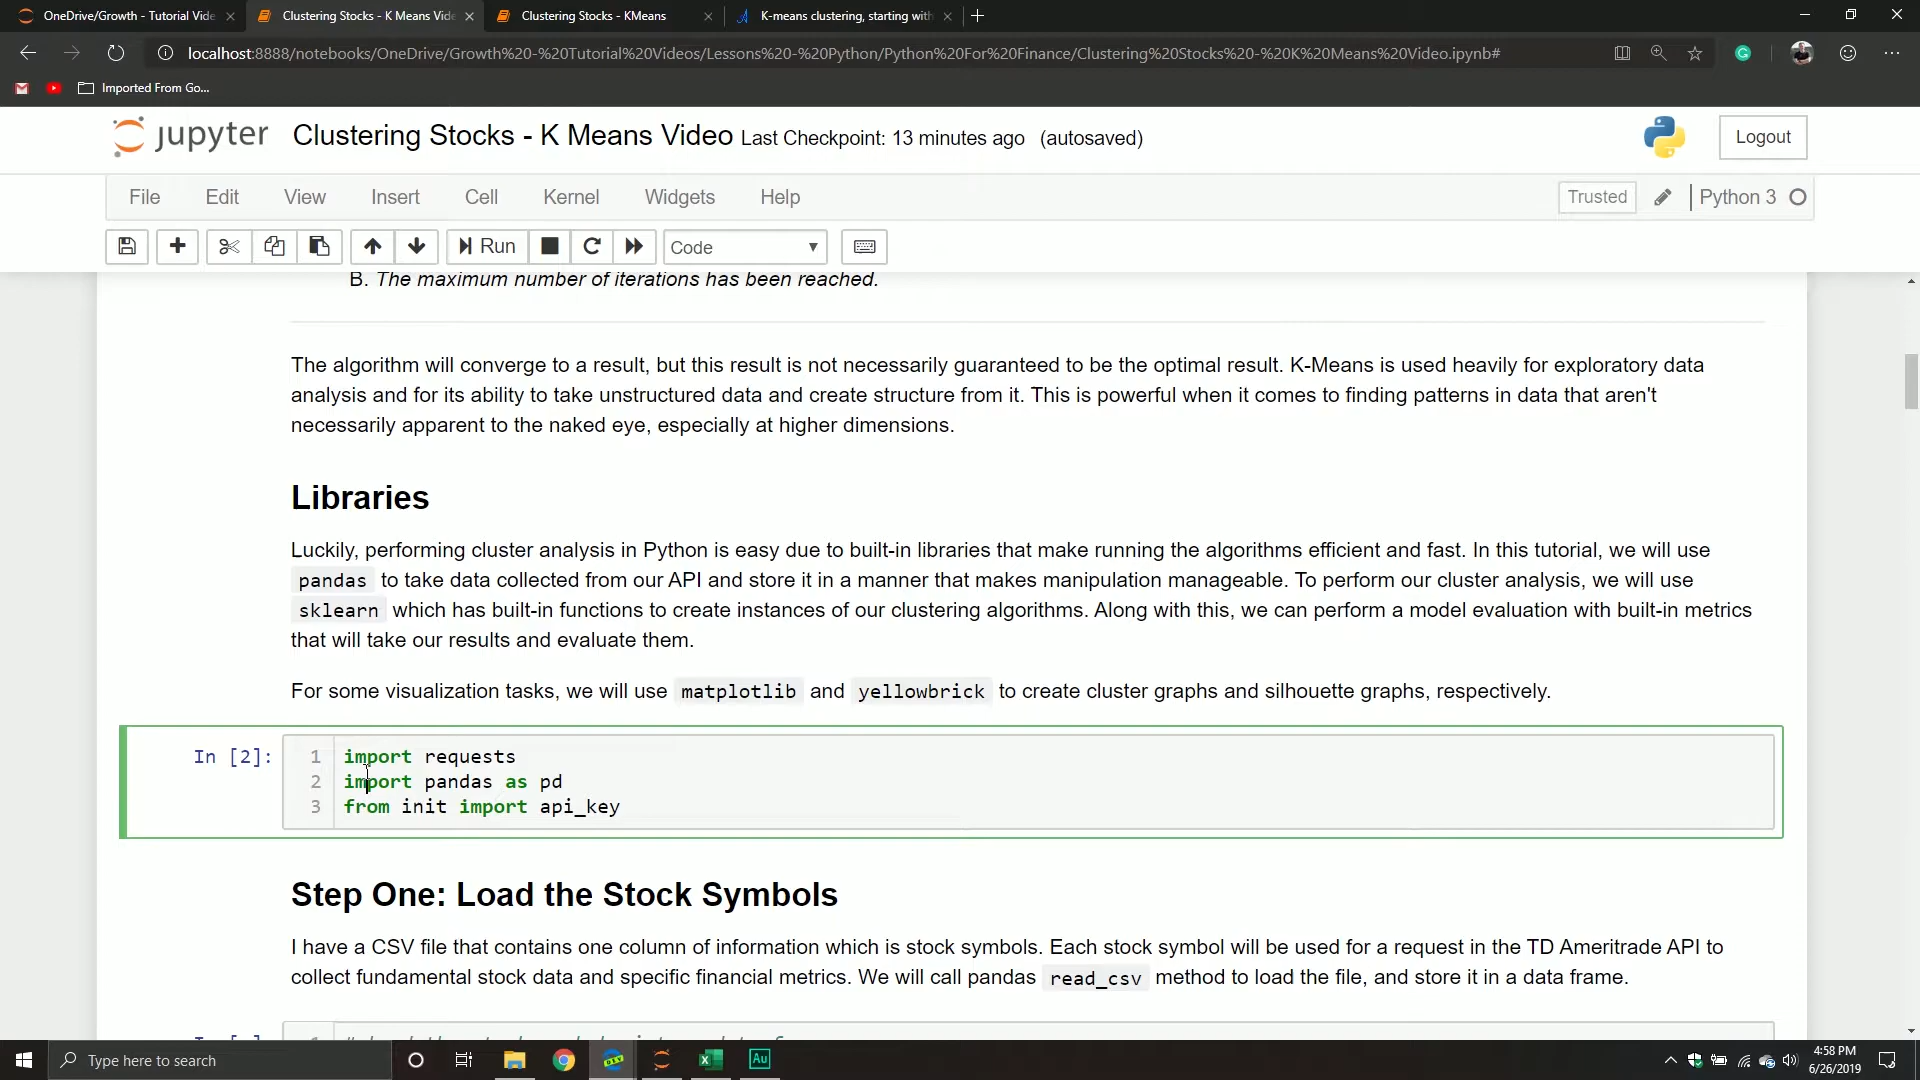 OneDrive/Growth - Tutorial Vide
Clustering Stocks - K Means Vide
Clustering Stocks - KMeans
K-means clustering, starting with
localhost:8888/notebooks/OneDrive/Growth%20-%20Tutorial%20Videos/Lessons%20-%20Python/Python%20For%20Finance/Clustering%20Stocks%20-%20K%20Means%20Video.ipynb#
Imported From Go...
jupyter Clustering Stocks - K Means Video Last Checkpoint: 13 minutes ago (autosaved)
Logout
File Edit View Insert Cell Kernel Widgets Help
Trusted Python 3
Run Code
B. The maximum number of iterations has been reached.
The algorithm will converge to a result, but this result is not necessarily guaranteed to be the optimal result. K-Means is used heavily for exploratory data
analysis and for its ability to take unstructured data and create structure from it. This is powerful when it comes to finding patterns in data that aren't
necessarily apparent to the naked eye, especially at higher dimensions.
Libraries
Luckily, performing cluster analysis in Python is easy due to built-in libraries that make running the algorithms efficient and fast. In this tutorial, we will use
pandas to take data collected from our API and store it in a manner that makes manipulation manageable. To perform our cluster analysis, we will use
sklearn which has built-in functions to create instances of our clustering algorithms. Along with this, we can perform a model evaluation with built-in metrics
that will take our results and evaluate them.
For some visualization tasks, we will use matplotlib and yellowbrick to create cluster graphs and silhouette graphs, respectively.
In [2]: 1 import requests
2 import pandas as pd
3 from init import api_key
Step One: Load the Stock Symbols
I have a CSV file that contains one column of information which is stock symbols. Each stock symbol will be used for a request in the TD Ameritrade API to
collect fundamental stock data and specific financial metrics. We will call pandas read_csv method to load the file, and store it in a data frame.
Type here to search
DEV
Au
4:58 PM
6/26/2019